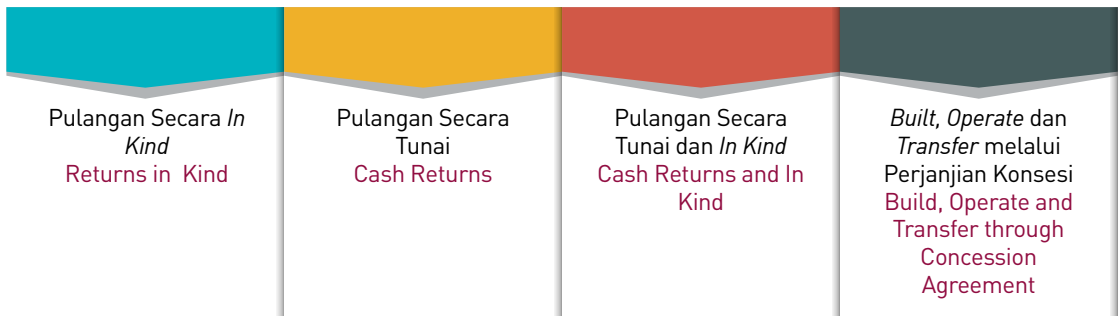 Pulangan Secara In
Kind
Returns in Kind
Pulangan Secara
Tunai
Cash Returns
Pulangan Secara
Tunai dan In Kind
Cash Returns and In
Kind
Built, Operate dan
Transfer melalui
Perjanjian Konsesi
Build, Operate and
Transfer through
Concession
Agreement